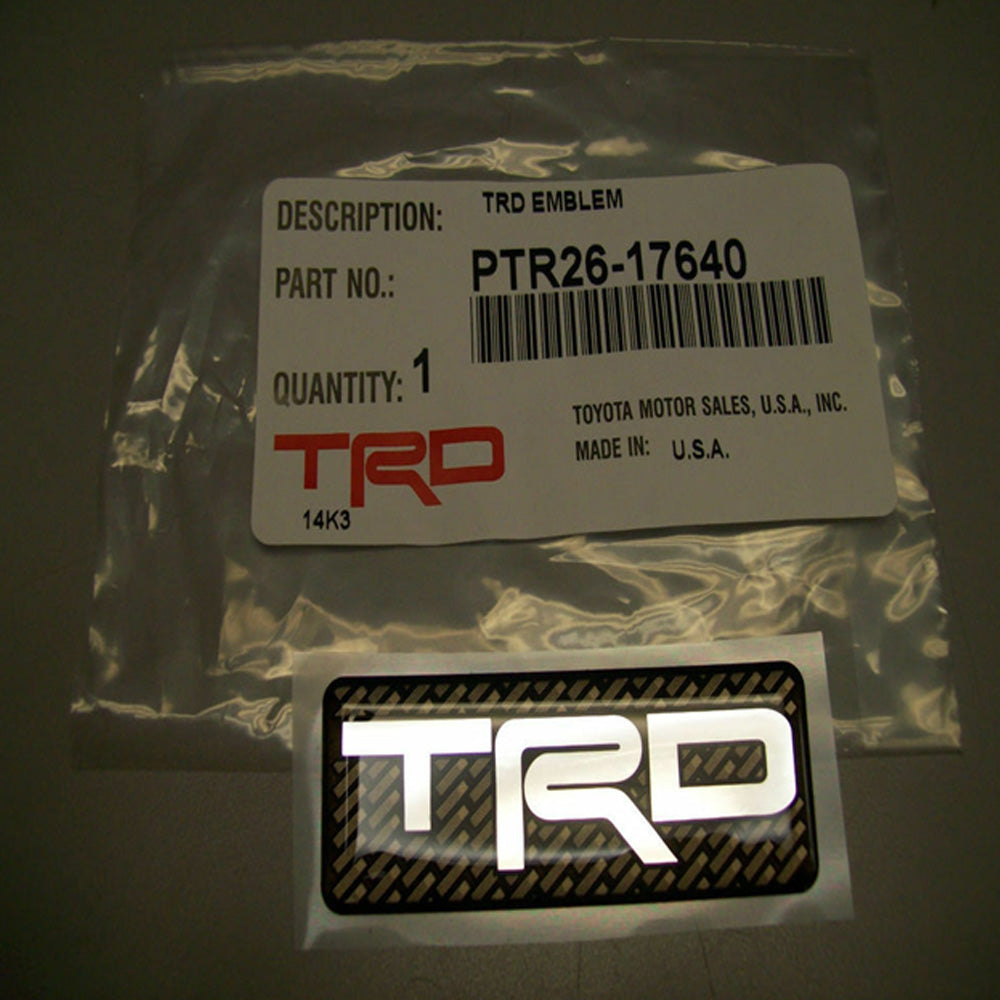 DESCRIPTION: TRD EMBLEM
PART NO.: PTR26-17640
QUANTITY: 1
TOYOTA MOTOR SALES, U.S.A., INC.
MADE IN: U.S.A.
TRD
14K3
TRD